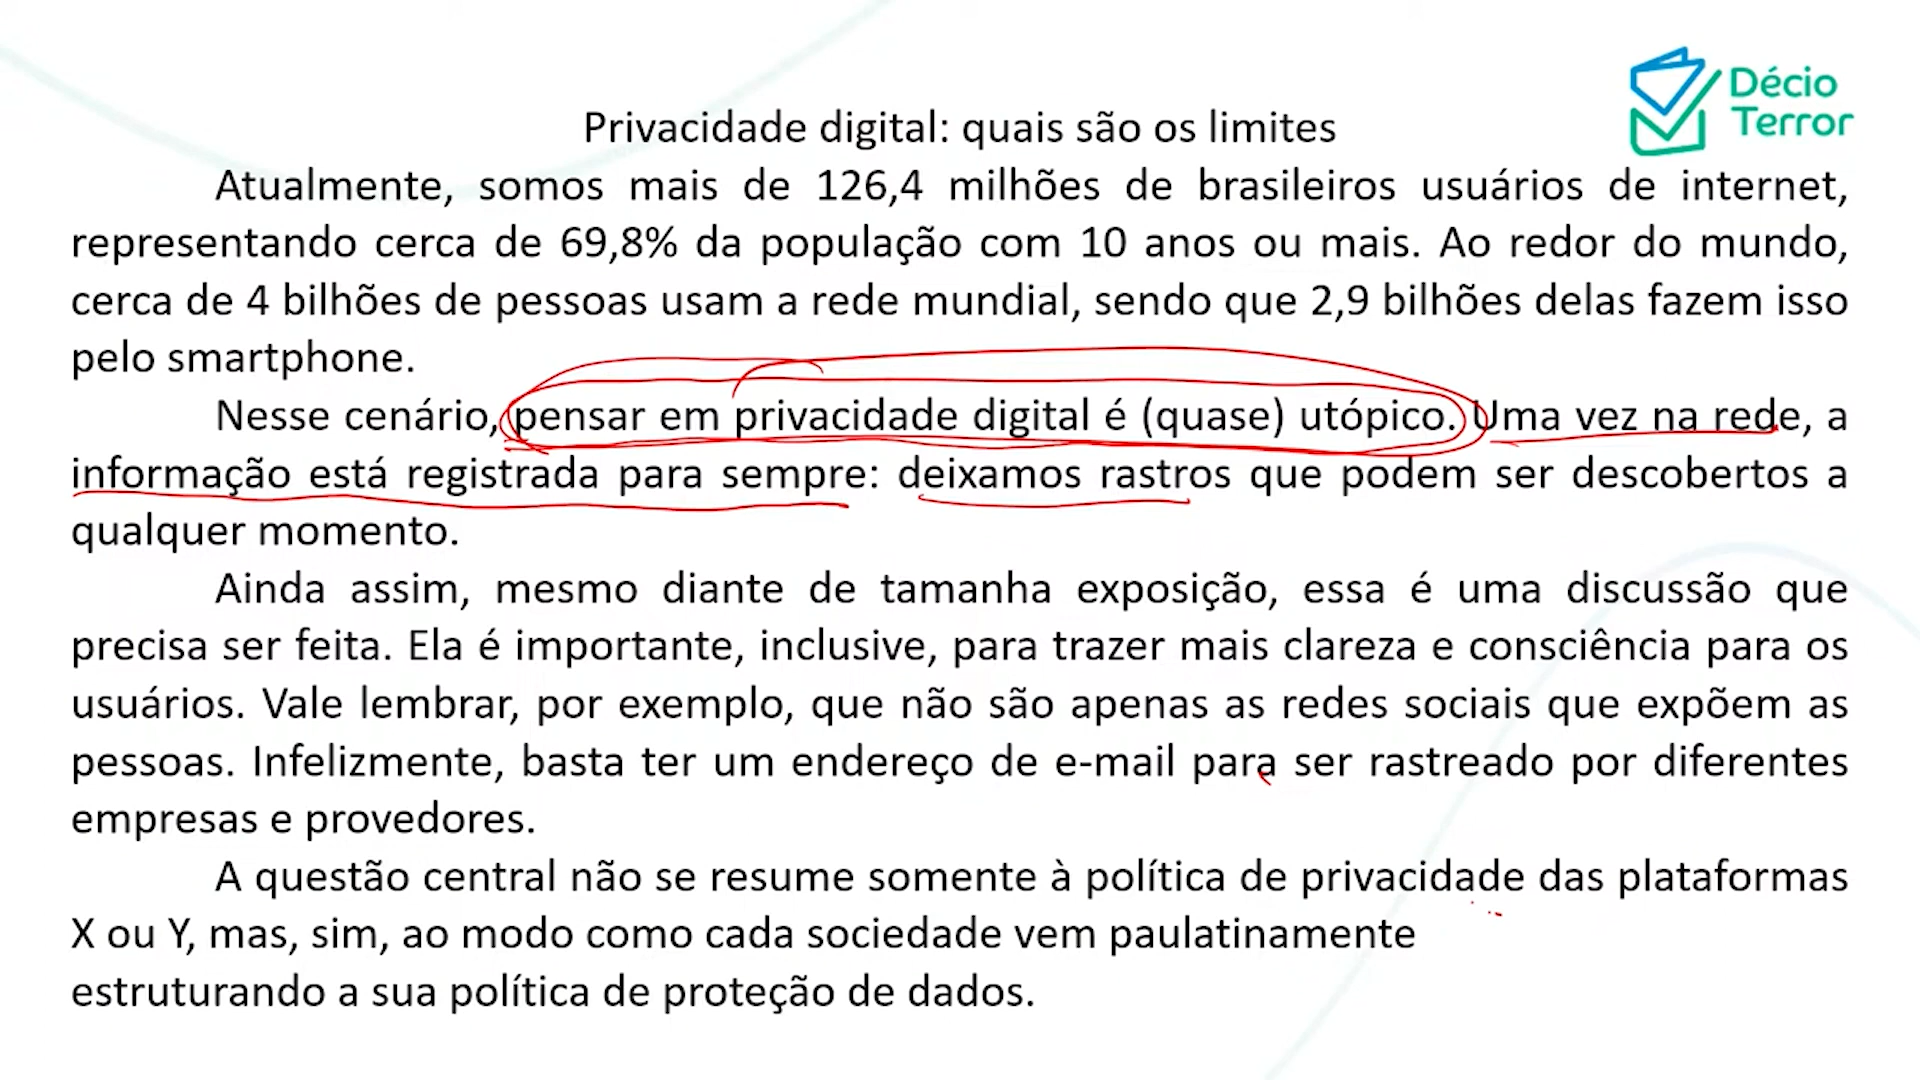 Décio
Terror
Privacidade digital: quais são os limites
Atualmente, somos mais de 126,4 milhões de brasileiros usuários de internet,
representando cerca de 69,8% da população com 10 anos ou mais. Ao redor do mundo,
cerca de 4 bilhões de pessoas usam a rede mundial, sendo que 2,9 bilhões delas fazem isso
pelo smartphone.
Nesse cenário, pensar em privacidade digital é (quase) utópico. Uma vez na rede, a
informação está registrada para sempre: deixamos rastros que podem ser descobertos a
qualquer momento.
Ainda assim, mesmo diante de tamanha exposição, essa é uma discussão que
precisa ser feita. Ela é importante, inclusive, para trazer mais clareza e consciência para os
usuários. Vale lembrar, por exemplo, que não são apenas as redes sociais que expõem as
pessoas. Infelizmente, basta ter um endereço de e-mail para ser rastreado por diferentes
empresas e provedores.
A questão central não se resume somente à política de privacidade das plataformas
X ou Y, mas, sim, ao modo como cada sociedade vem paulatinamente
estruturando a sua política de proteção de dados.